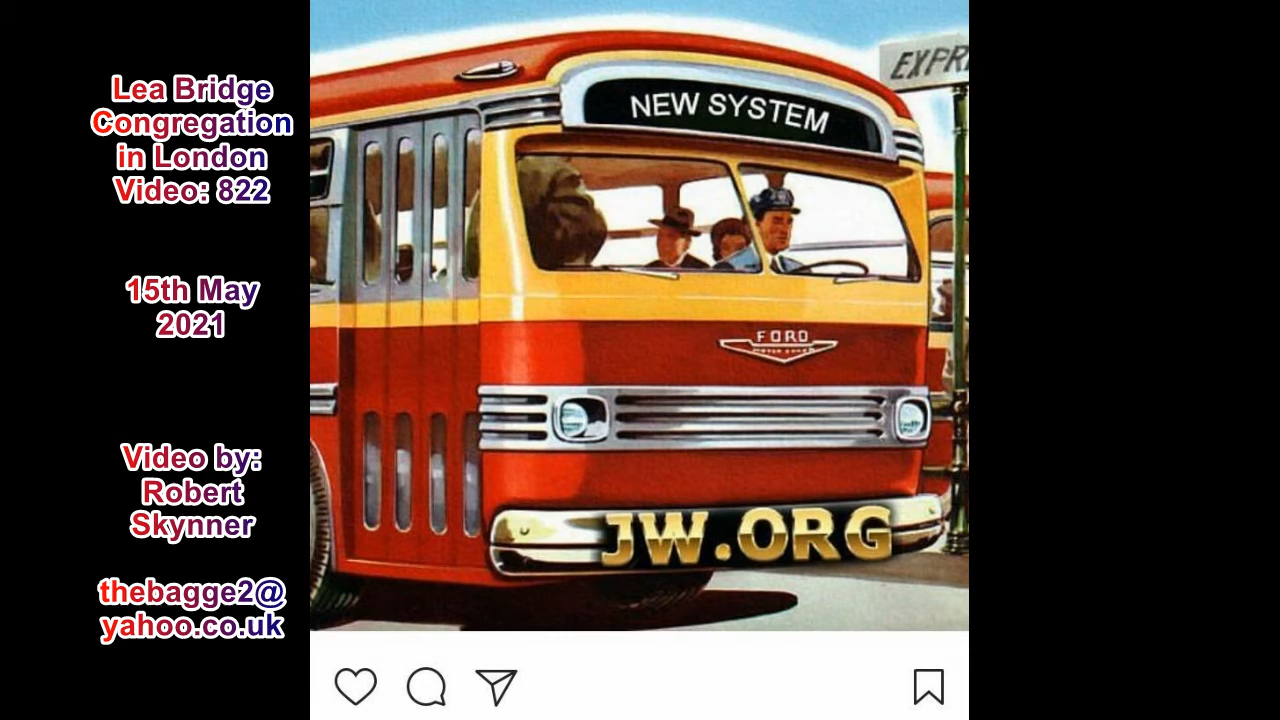 Lea Bridge
Congregation
in London
Video: 822
15th May
2021
Video by:
Robert
Skynner
thebagge2@
yahoo.co.uk
NEW SYSTEM
FORD
JW.ORG